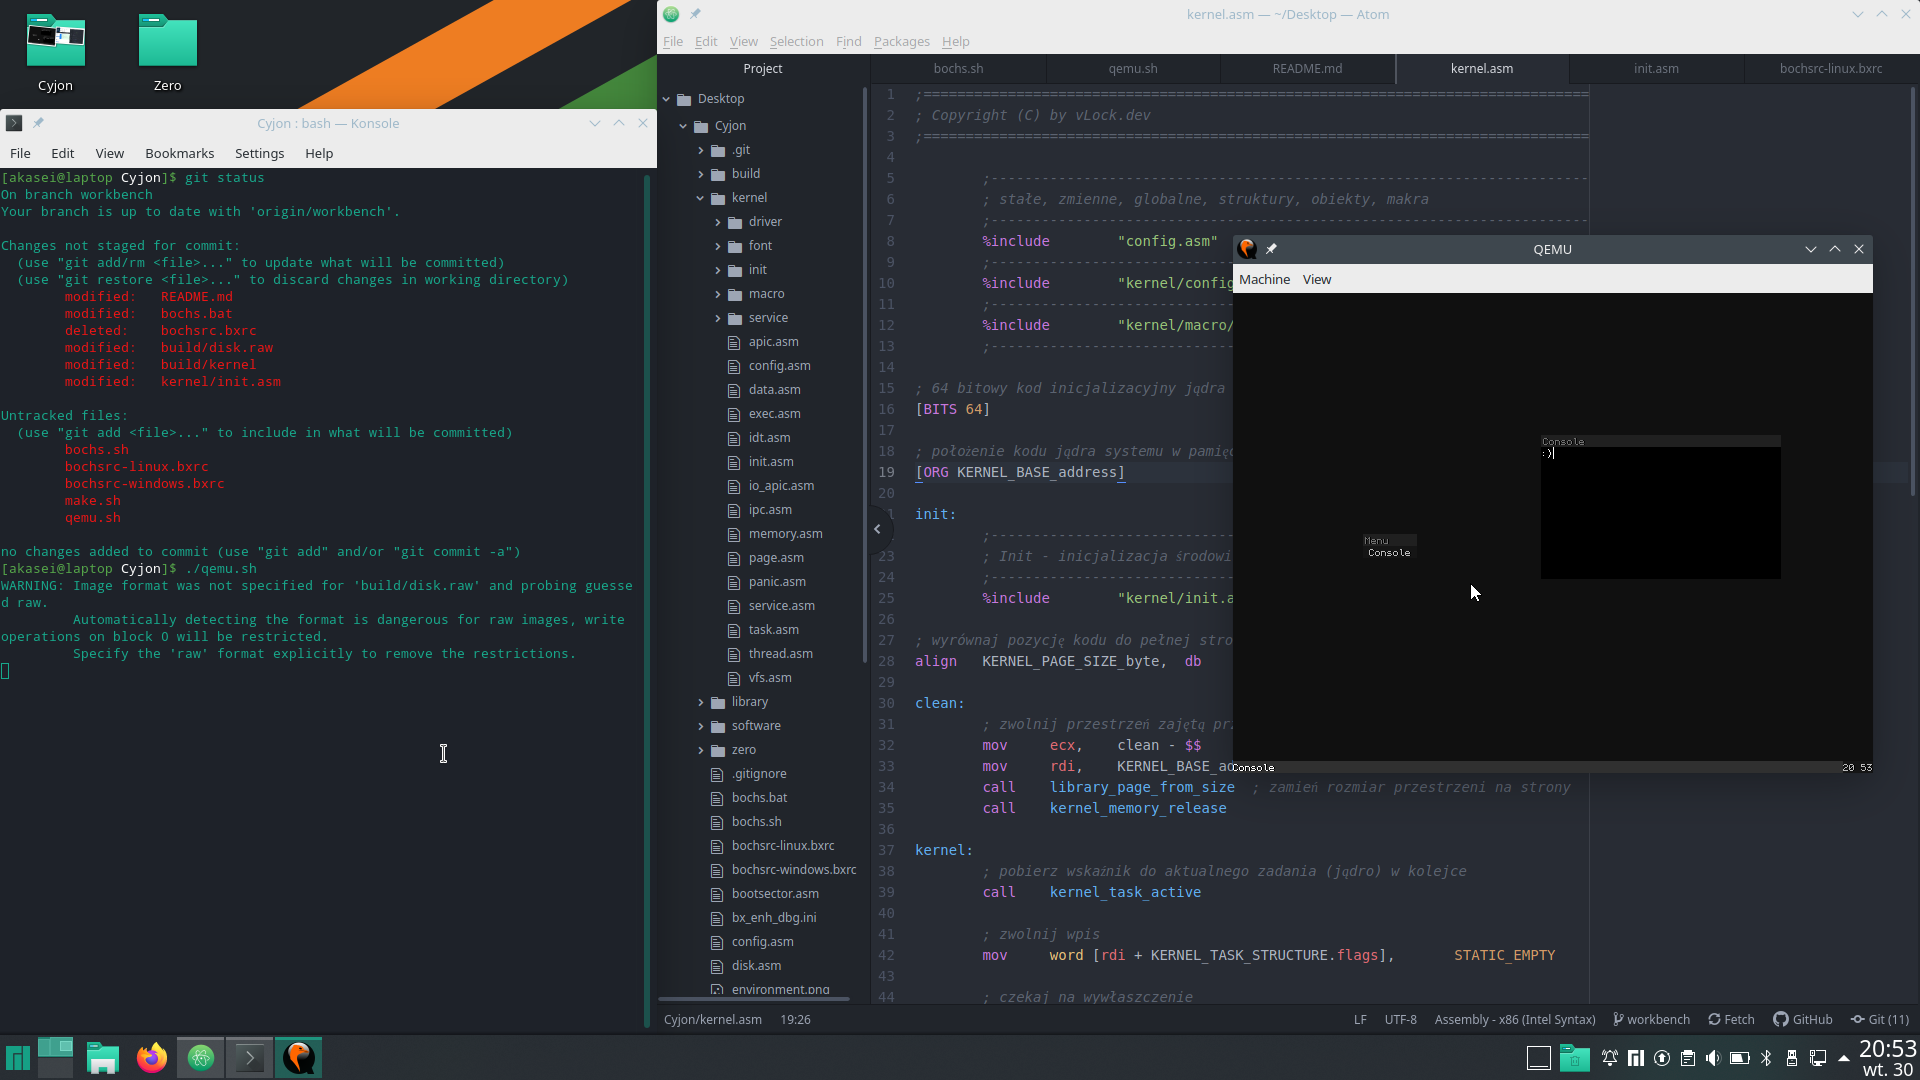 Cyjon
Zero
Cyjon : bash — Konsole
File Edit View Bookmarks Settings Help
[akasei@laptop Cyjon]$ git status
On branch workbench
Your branch is up to date with 'origin/workbench'.
Changes not staged for commit:
(use "git add/rm <file>..." to update what will be committed)
(use "git restore <file>..." to discard changes in working directory)
modified: README.md
modified: bochs.bat
deleted: bochsrc.bxrc
modified: build/disk.raw
modified: build/kernel
modified: kernel/init.asm
Untracked files:
(use "git add <file>..." to include in what will be committed)
bochs.sh
bochsrc-linux.bxrc
bochsrc-windows.bxrc
make.sh
qemu.sh
no changes added to commit (use "git add" and/or "git commit -a")
[akasei@laptop Cyjon]$ ./qemu.sh
WARNING: Image format was not specified for 'build/disk.raw' and probing guesse
d raw.
Automatically detecting the format is dangerous for raw images, write
operations on block 0 will be restricted.
Specify the 'raw' format explicitly to remove the restrictions.
kernel.asm — ~/Desktop — Atom
File Edit View Selection Find Packages Help
Project
Desktop
Cyjon
.git
build
kernel
driver
font
init
macro
service
apic.asm
config.asm
data.asm
exec.asm
idt.asm
init.asm
io_apic.asm
ipc.asm
memory.asm
page.asm
panic.asm
service.asm
task.asm
thread.asm
vfs.asm
library
software
zero
.gitignore
bochs.bat
bochs.sh
bochsrc-linux.bxrc
bochsrc-windows.bxrc
bootsector.asm
bx_enh_dbg.ini
config.asm
disk.asm
environment.png
bochs.sh qemu.sh README.md kernel.asm init.asm bochsrc-linux.bxrc
1 ;================================================================================
2 ; Copyright (C) by vLock.dev
3 ;================================================================================
4
5 ;-----------------------------------------------------------------------
6 ; stałe, zmienne, globalne, struktury, obiekty, makra
7 ;-----------------------------------------------------------------------
8 %include "config.asm"
9 ;-----------------------------
10 %include "kernel/config
11 ;-----------------------------
12 %include "kernel/macro/
13 ;-----------------------------
14
15 ; 64 bitowy kod inicjalizacyjny jądra
16 [BITS 64]
17
18 ; położenie kodu jądra systemu w pamięc
19 [ORG KERNEL_BASE_address]
20
1 init:
;-----------------------------
23 ; Init - inicjalizacja środowi
24 ;-----------------------------
25 %include "kernel/init.a
26
27 ; wyrównaj pozycję kodu do pełnej stro
28 align KERNEL_PAGE_SIZE_byte, db
29
30 clean:
31 ; zwolnij przestrzeń zajętą prz
32 mov ecx, clean - $$
33 mov rdi, KERNEL_BASE_ad
34 call library_page_from_size ; zamień rozmiar przestrzeni na strony
35 call kernel_memory_release
36
37 kernel:
38 ; pobierz wskaźnik do aktualnego zadania (jądro) w kolejce
39 call kernel_task_active
40
41 ; zwolnij wpis
42 mov word [rdi + KERNEL_TASK_STRUCTURE.flags], STATIC_EMPTY
43
44 ; czekaj na wywłaszczenie
QEMU
Machine View
Console
:)
Menu
Console
Console 20 53
Cyjon/kernel.asm 19:26 LF UTF-8 Assembly - x86 (Intel Syntax) workbench Fetch GitHub Git (11)
20:53
wt. 30